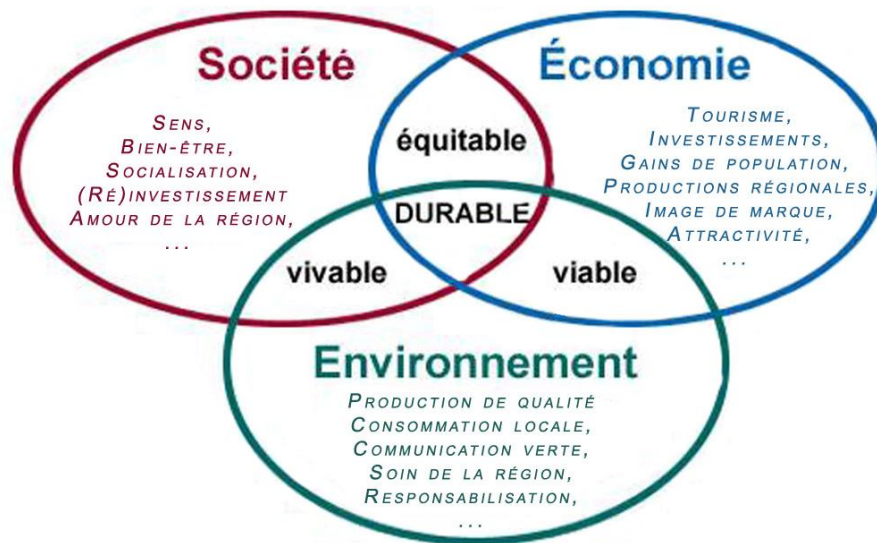 Société
SENS,
BIEN-ÊTRE,
SOCIALISATION,
(RÉ)INVESTISSEMENT
AMOUR DE LA RÉGION,
...
Économie
TOURISME,
INVESTISSEMENTS,
GAINS DE POPULATION,
PRODUCTIONS RÉGIONALES,
IMAGE DE MARQUE,
ATTRACTIVITÉ,
...
équitable
DURABLE
vivable
viable
Environnement
PRODUCTION DE QUALITÉ
CONSOMMATION LOCALE,
COMMUNICATION VERTE,
SOIN DE LA RÉGION,
RESPONSABILISATION,
...